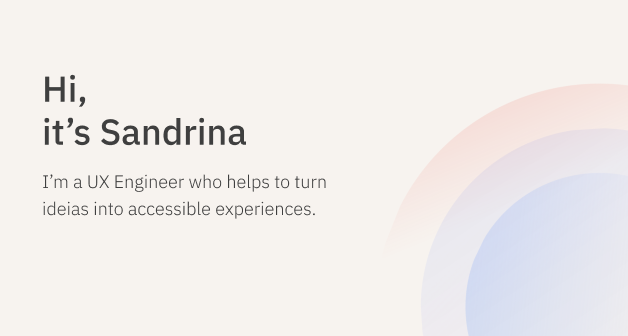 Hi,
it’s Sandrina
I’m a UX Engineer who helps to turn
ideias into accessible experiences.